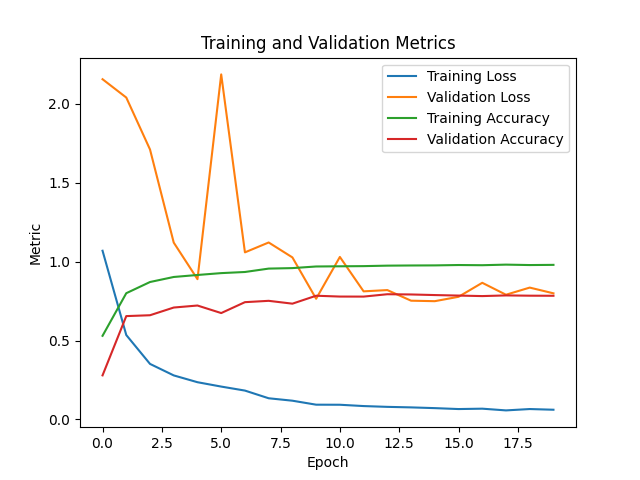 Training and Validation Metrics
Training Loss
Validation Loss
Training Accuracy
Validation Accuracy
Metric
2.0
1.5
1.0
0.5
0.0
0.0 2.5 5.0 7.5 10.0 12.5 15.0 17.5
Epoch